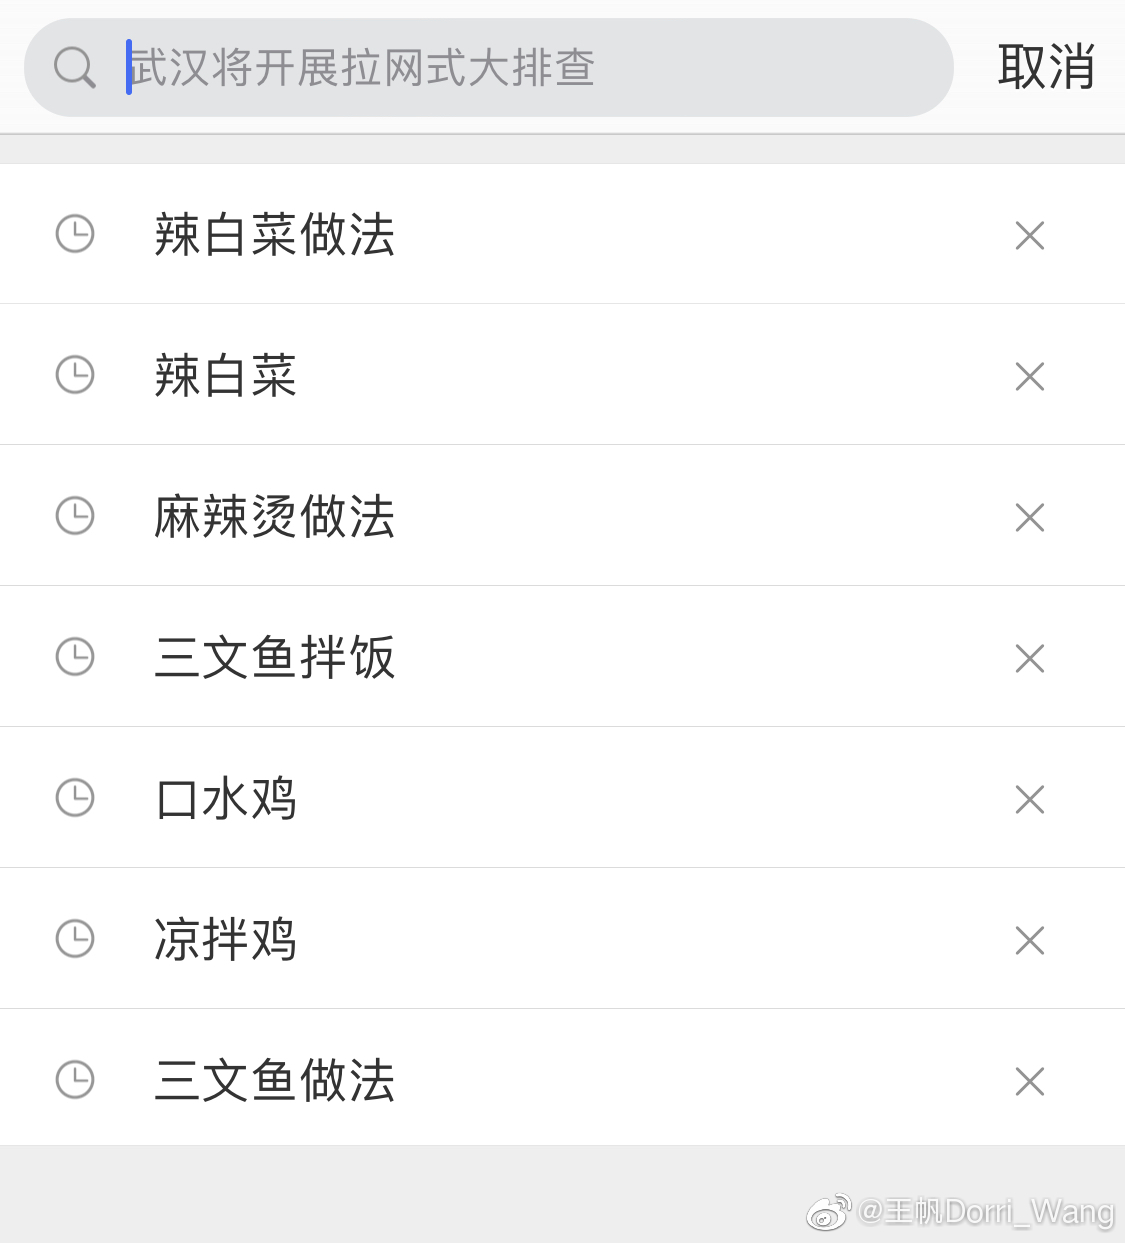 武汉将开展拉网式大排查 取消
辣白菜做法
辣白菜
麻辣烫做法
三文鱼拌饭
口水鸡
凉拌鸡
三文鱼做法
@王帆Dorri_Wang